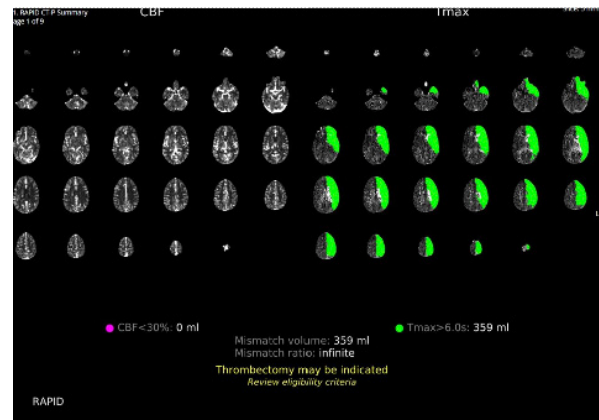 1. RAPID CT P Summary
age 1 of 9
CBF
Tmax
L
CBF<30%: 0 ml
Tmax>6.0s: 359 ml
Mismatch volume: 359 ml
Mismatch ratio: infinite
Thrombectomy may be indicated
Review eligibility criteria
RAPID